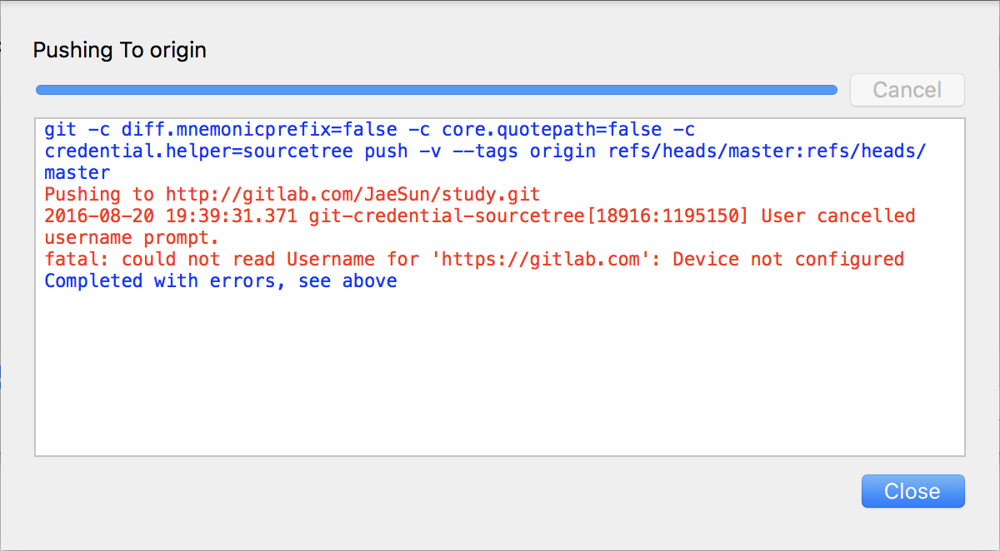 Pushing To origin
Cancel
git -c diff.mnemonicprefix=false -c core.quotepath=false -c
credential.helper=sourcetree push -v --tags origin refs/heads/master:refs/heads/
master
Pushing to http://gitlab.com/JaeSun/study.git
2016-08-20 19:39:31.371 git-credential-sourcetree[18916:1195150] User cancelled
username prompt.
fatal: could not read Username for 'https://gitlab.com': Device not configured
Completed with errors, see above
Close